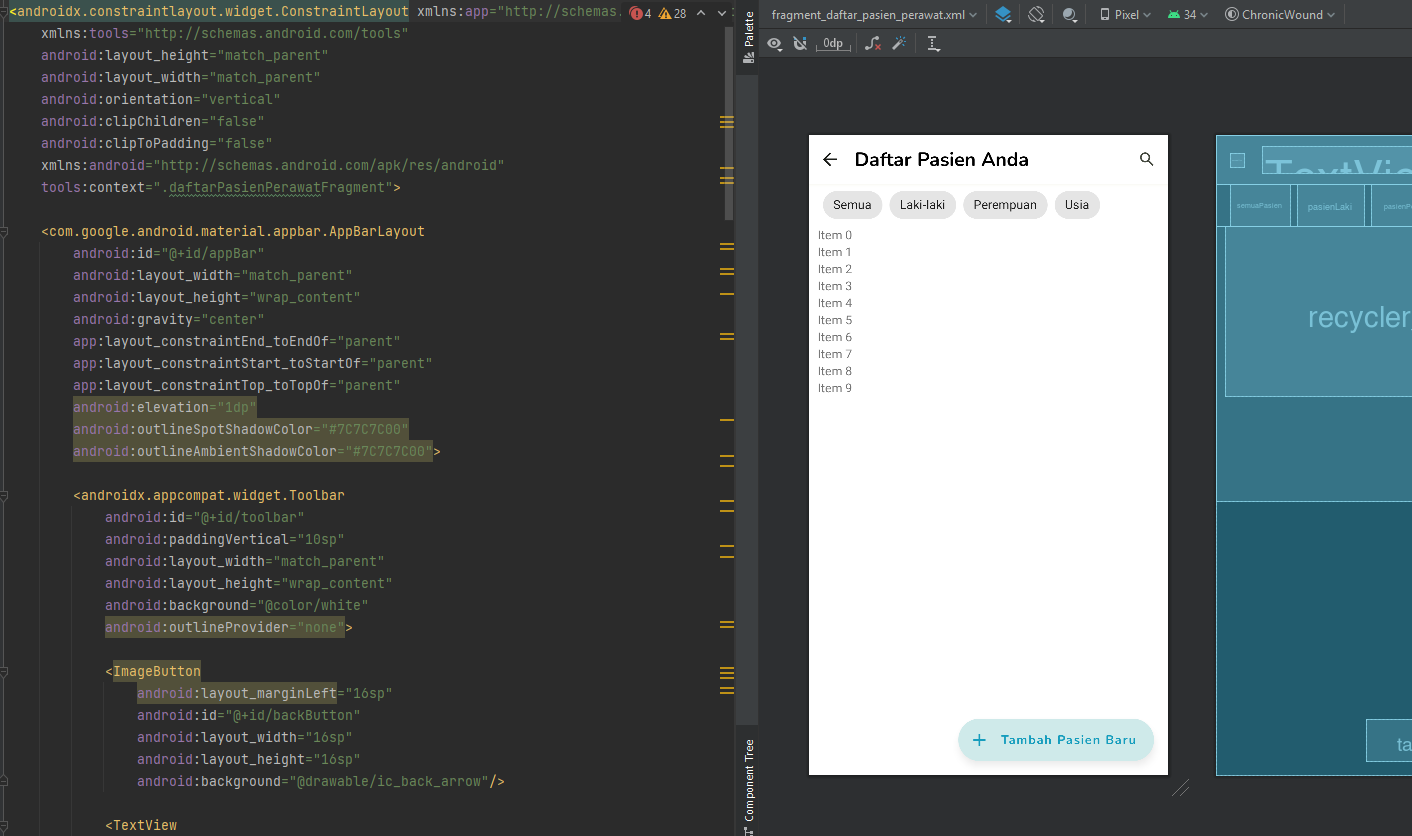 <androidx.constraintlayout.widget.ConstraintLayout xmlns:app="http://schemas.
4 28
xmlns:tools="http://schemas.android.com/tools"
android:layout_height="match_parent"
android:layout_width="match_parent"
android:orientation="vertical"
android:clipChildren="false"
android:clipToPadding="false"
xmlns:android="http://schemas.android.com/apk/res/android"
tools:context=".daftarPasienPerawatFragment">
<com.google.android.material.appbar.AppBarLayout
android:id="@+id/appBar"
android:layout_width="match_parent"
android:layout_height="wrap_content"
android:gravity="center"
app:layout_constraintEnd_toEndOf="parent"
app:layout_constraintStart_toStartOf="parent"
app:layout_constraintTop_toTopOf="parent"
android:elevation="1dp"
android:outlineSpotShadowColor="#7C7C7C00"
android:outlineAmbientShadowColor="#7C7C7C00">
<androidx.appcompat.widget.Toolbar
android:id="@+id/toolbar"
android:paddingVertical="10sp"
android:layout_width="match_parent"
android:layout_height="wrap_content"
android:background="@color/white"
android:outlineProvider="none">
<ImageButton
android:layout_marginLeft="16sp"
android:id="@+id/backButton"
android:layout_width="16sp"
android:layout_height="16sp"
android:background="@drawable/ic_back_arrow"/>
<TextView
Palette
Component Tree
fragment_daftar_pasien_perawat.xml Pixel 34 ChronicWound
0dp
Daftar Pasien Anda
Semua Laki-laki Perempuan Usia
Item 0
Item 1
Item 2
Item 3
Item 4
Item 5
Item 6
Item 7
Item 8
Item 9
+ Tambah Pasien Baru
TextVie
semuaPasien pasienLaki
recycler
ta